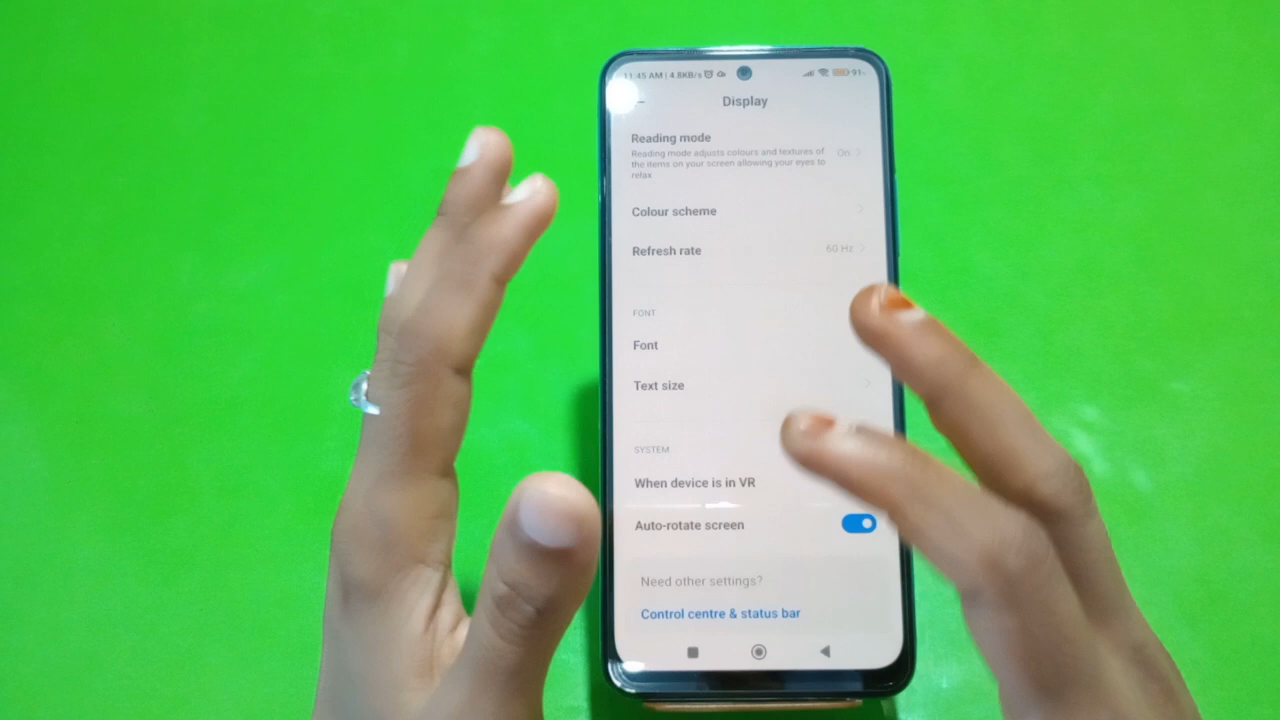 11:45 AM | 4.8KB/s
91
Display
Reading mode
Reading mode adjusts colours and textures of
the items on your screen allowing your eyes to
relax.
On
Colour scheme
Refresh rate
60 Hz
FONT
Font
Text size
SYSTEM
When device is in VR
Auto-rotate screen
Need other settings?
Control centre & status bar